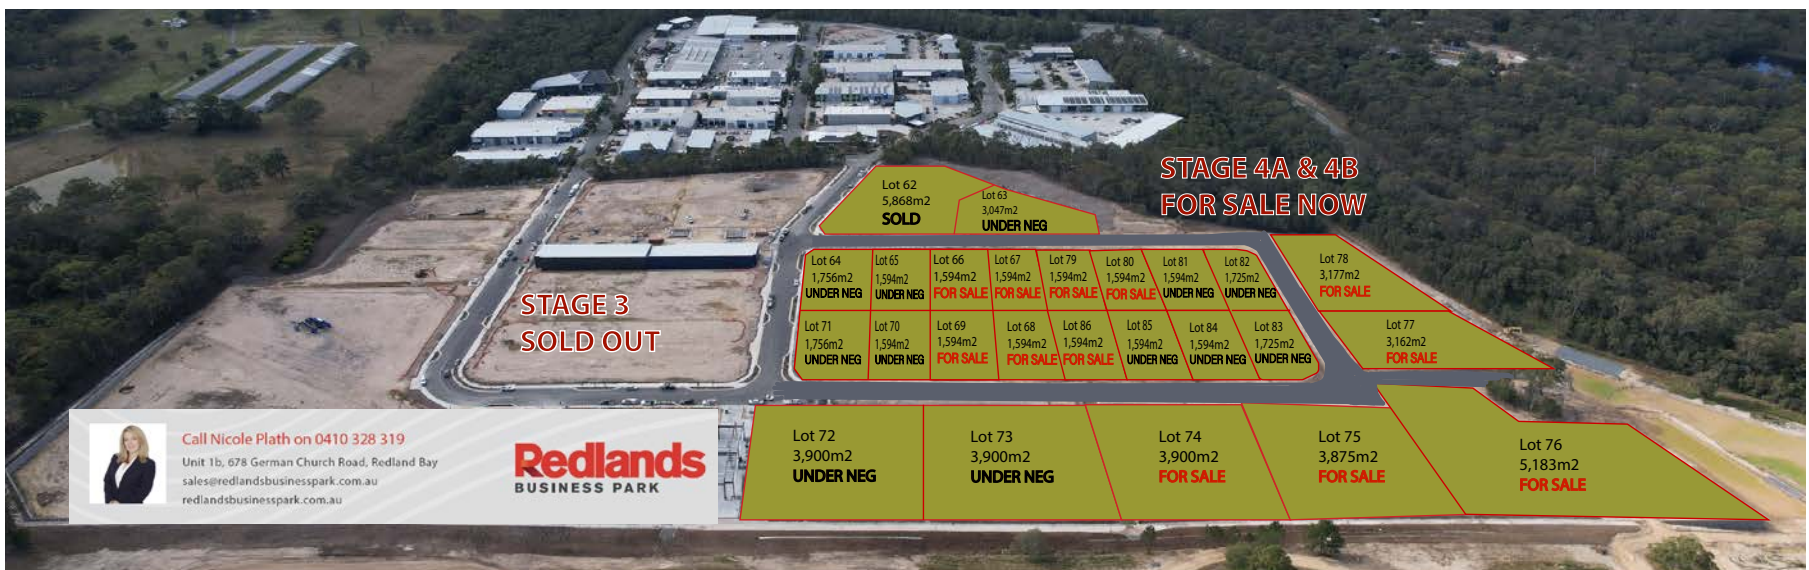 STAGE 4A & 4B
FOR SALE NOW
Lot 62
5,868m2
SOLD
Lot 63
3,047m2
UNDER NEG
Lot 64
1,756m2
UNDER NEG
Lot 65
1,594m2
UNDER NEG
Lot 66
1,594m2
FOR SALE
Lot 67
1,594m2
FOR SALE
Lot 79
1,594m2
FOR SALE
Lot 80
1,594m2
FOR SALE
Lot 81
1,594m2
UNDER NEG
Lot 82
1,725m2
UNDER NEG
Lot 78
3,177m2
FOR SALE
STAGE 3
SOLD OUT
Lot 71
1,756m2
UNDER NEG
Lot 70
1,594m2
UNDER NEG
Lot 69
1,594m2
FOR SALE
Lot 68
1,594m2
FOR SALE
Lot 86
1,594m2
FOR SALE
Lot 85
1,594m2
UNDER NEG
Lot 84
1,594m2
UNDER NEG
Lot 83
1,725m2
UNDER NEG
Lot 77
3,162m2
FOR SALE
Lot 72
3,900m2
UNDER NEG
Lot 73
3,900m2
UNDER NEG
Lot 74
3,900m2
FOR SALE
Lot 75
3,875m2
FOR SALE
Lot 76
5,183m2
FOR SALE
Call Nicole Plath on 0410 328 319
Unit 1b, 678 German Church Road, Redland Bay
sales@redlandsbusinesspark.com.au
redlandsbusinesspark.com.au
Redlands
BUSINESS PARK